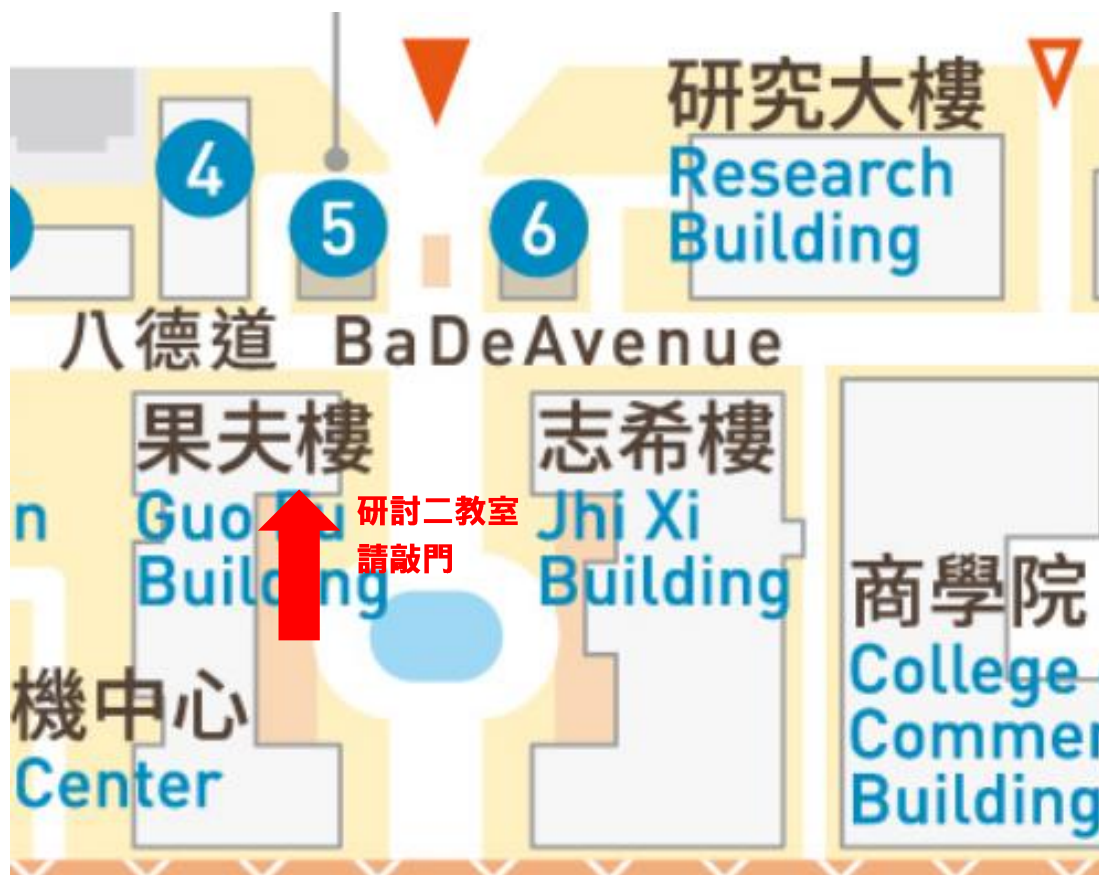 4
5
6
研究大樓
Research
Building
八德道 BaDeAvenue
果夫樓
Guo Fu
Building
研討二教室
請敲門
志希樓
Jhi Xi
Building
商學院
College
Commer
Building
n
機中心
Center